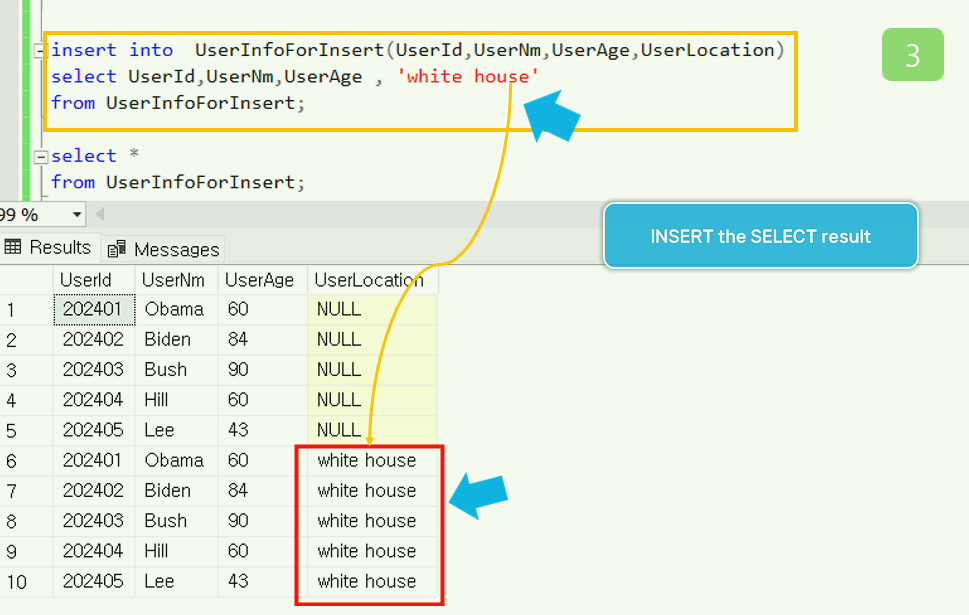 insert into  UserInfoForInsert(UserId,UserNm,UserAge,UserLocation)
3
select UserId,UserNm,UserAge , 'white house'
from UserInfoForInsert;
select *
from UserInfoForInsert;
99 %
INSERT the SELECT result
Results Messages
UserId UserNm UserAge UserLocation
1 202401 Obama 60 NULL
2 202402 Biden 84 NULL
3 202403 Bush 90 NULL
4 202404 Hill 60 NULL
5 202405 Lee 43 NULL
6 202401 Obama 60 white house
7 202402 Biden 84 white house
8 202403 Bush 90 white house
9 202404 Hill 60 white house
10 202405 Lee 43 white house